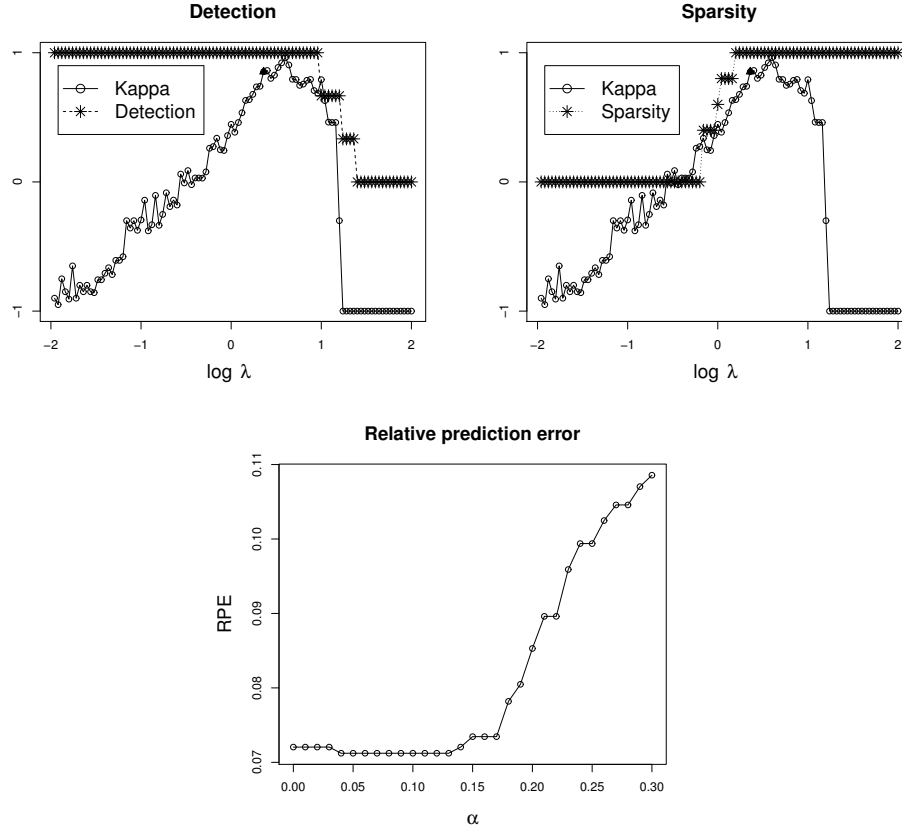 Detection
1
0
−1
Kappa
Detection
−2 −1 0 1 2
log λ
Sparsity
1
0
−1
Kappa
Sparsity
−2 −1 0 1 2
log λ
Relative prediction error
0.11
0.10
0.09
0.08
0.07
RPE
0.00 0.05 0.10 0.15 0.20 0.25 0.30
α